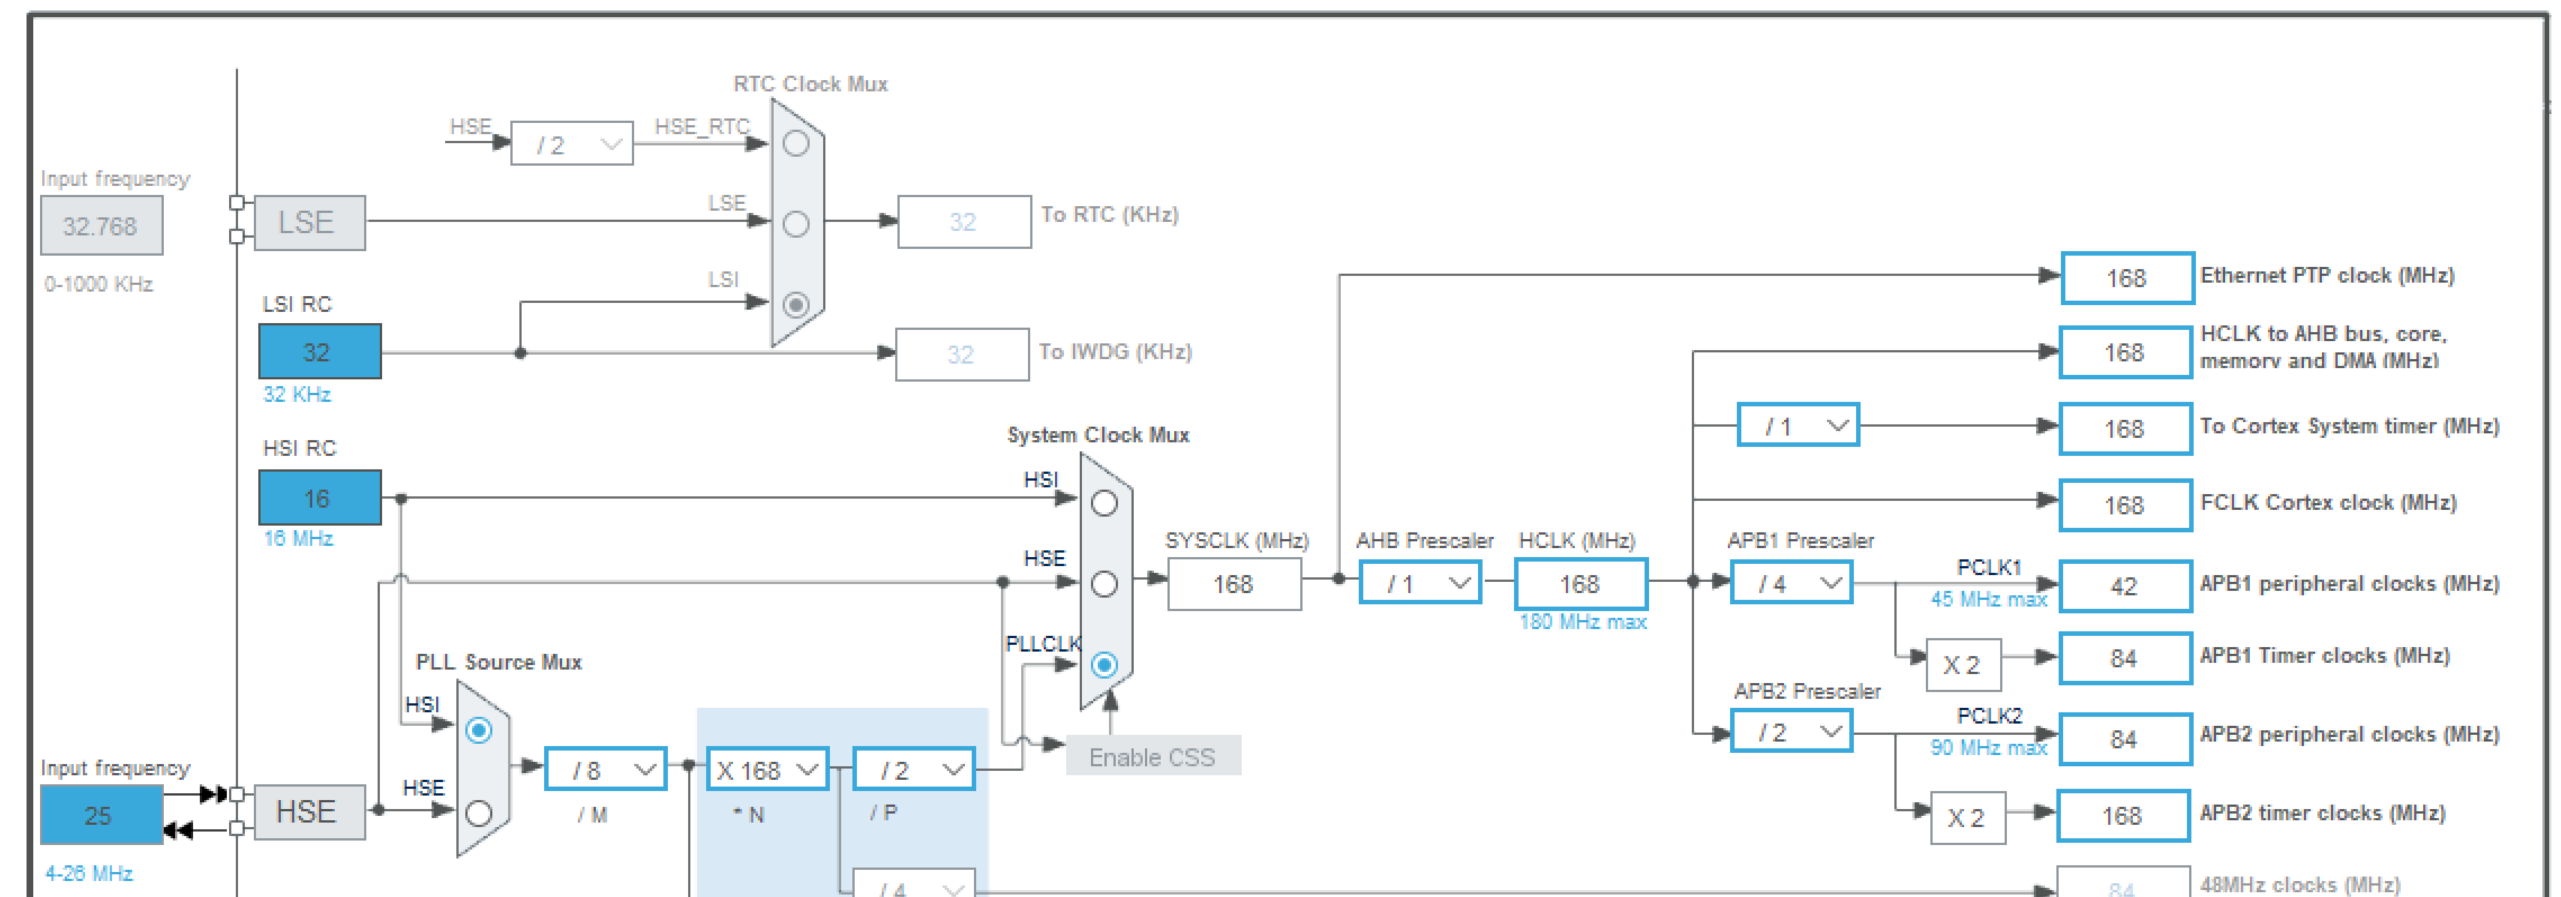 RTC Clock Mux
HSE
/ 2
HSE_RTC
Input frequency
32.768
0-1000 KHz
LSE
LSE
32
To RTC (KHz)
LSI
LSI RC
32
32 KHz
32
To IWDG (KHz)
168
Ethernet PTP clock (MHz)
168
HCLK to AHB bus, core,
memory and DMA (MHz)
/ 1
168
To Cortex System timer (MHz)
168
FCLK Cortex clock (MHz)
HSI RC
16
16 MHz
System Clock Mux
HSI
HSE
PLLCLK
SYSCLK (MHz)
168
AHB Prescaler
/ 1
HCLK (MHz)
168
180 MHz max
APB1 Prescaler
/ 4
PCLK1
45 MHz max
42
APB1 peripheral clocks (MHz)
X 2
84
APB1 Timer clocks (MHz)
APB2 Prescaler
/ 2
PCLK2
90 MHz max
84
APB2 peripheral clocks (MHz)
X 2
168
APB2 timer clocks (MHz)
PLL Source Mux
HSI
HSE
Input frequency
25
4-26 MHz
HSE
/ 8
/ M
X 168
* N
/ 2
/ P
Enable CSS
/ 4
84
48MHz clocks (MHz)